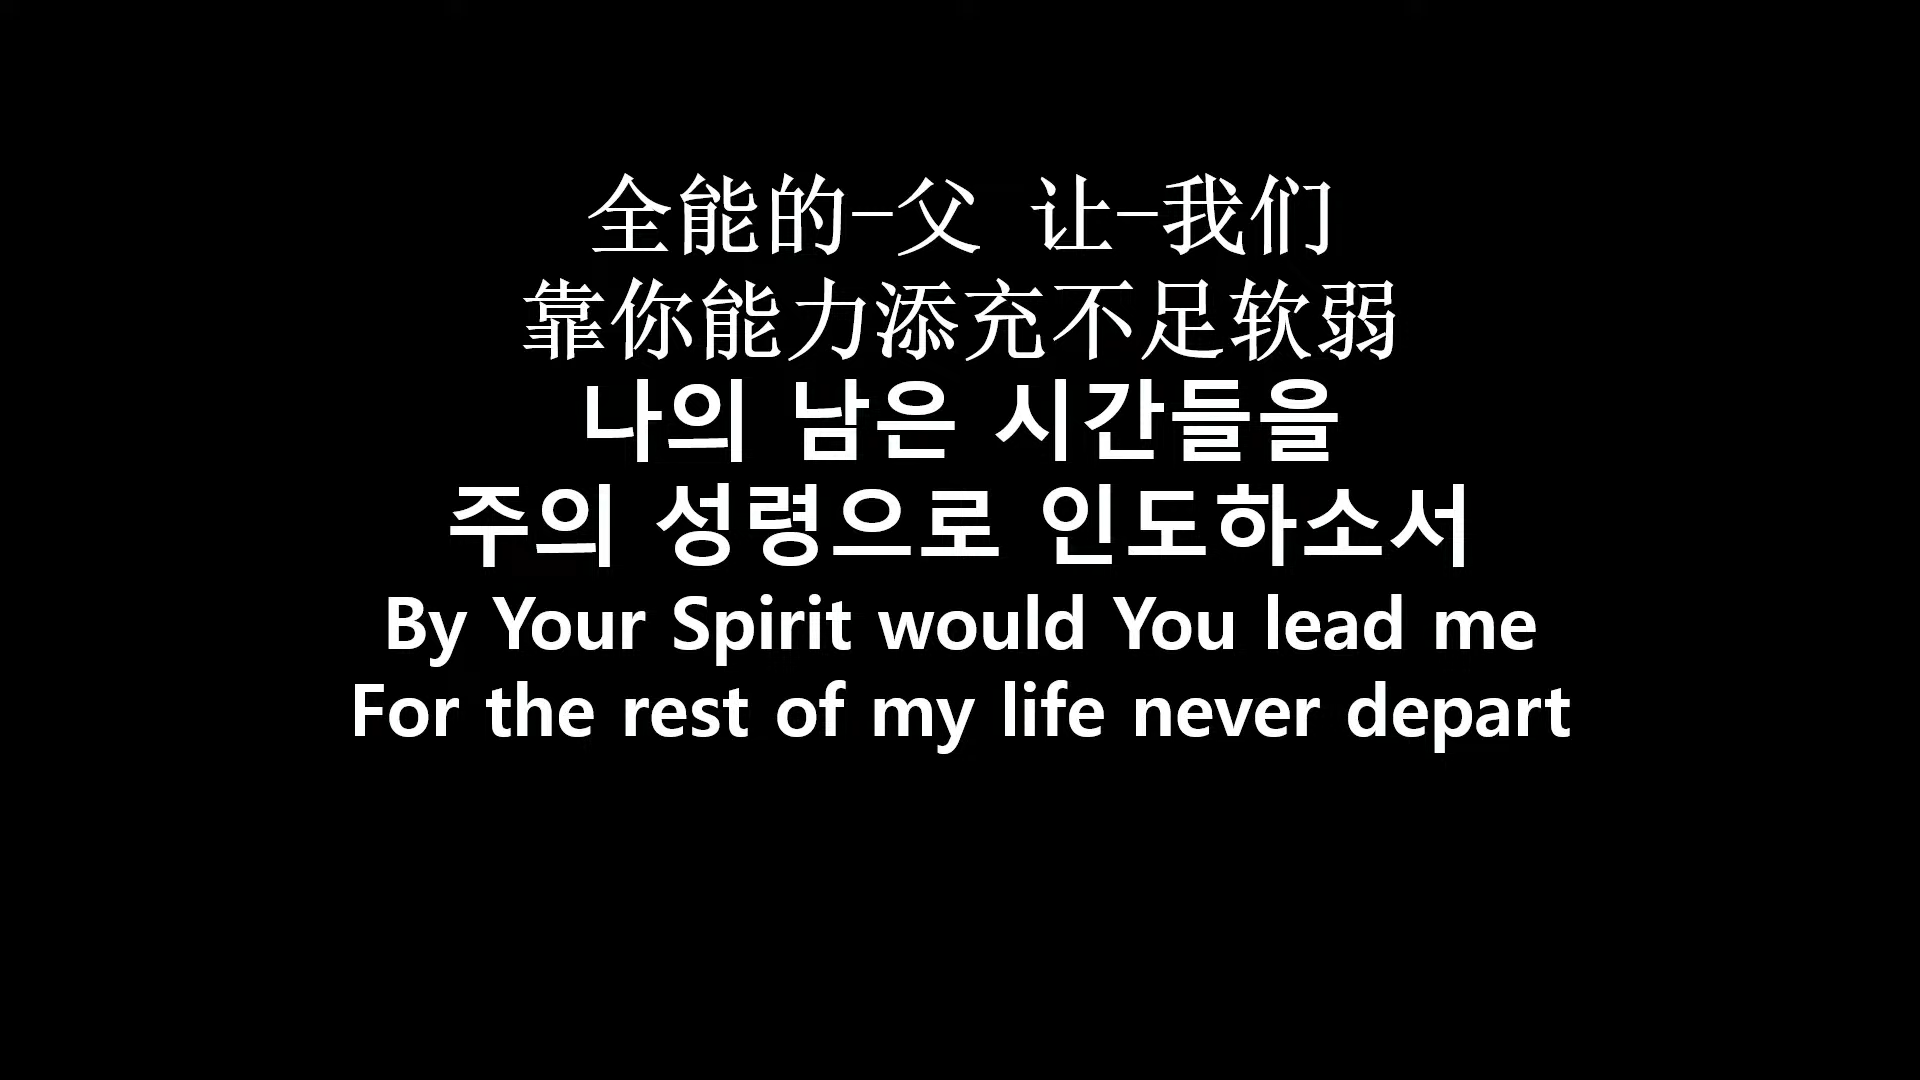 全能的-父 让-我们
靠你能力添充不足软弱
나의 남은 시간들을
주의 성령으로 인도하소서
By Your Spirit would You lead me
For the rest of my life never depart